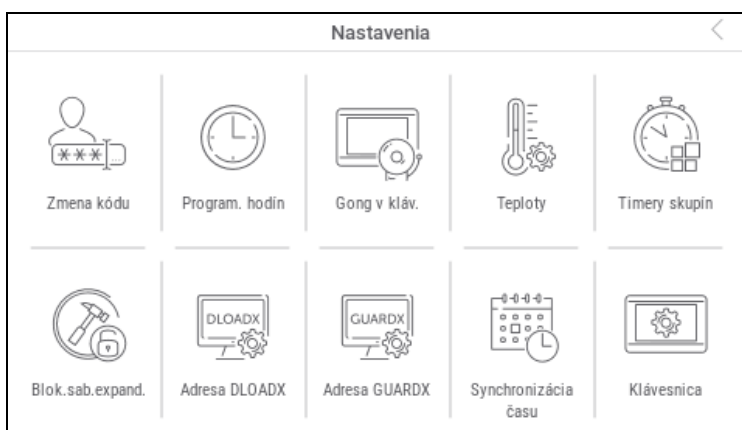 Nastavenia
***
...
Zmena kódu
Program. hodín
Gong v kláv.
Teploty
Timery skupín
DLOADX
GUARDX
Blok.sab.expand.
Adresa DLOADX
Adresa GUARDX
Synchronizácia
času
Klávesnica